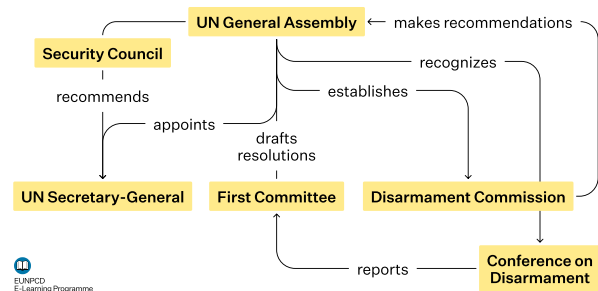 UN General Assembly
makes recommendations
Security Council
recognizes
recommends
establishes
appoints
drafts
resolutions
UN Secretary-General
First Committee
Disarmament Commission
Conference on
Disarmament
reports
EUNPCD
E-Learning Programme